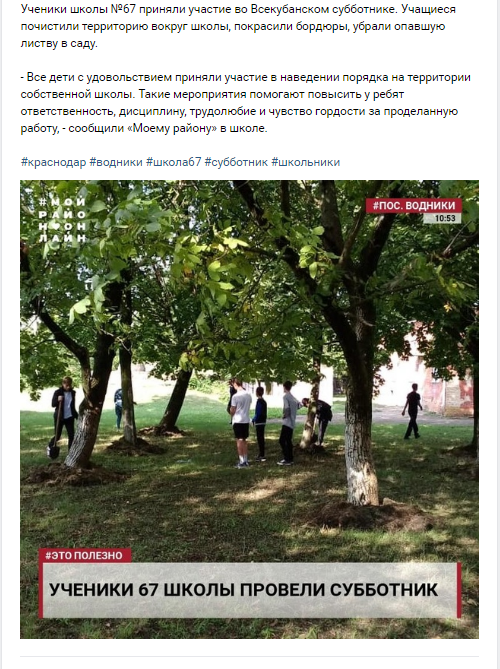 Ученики школы №67 приняли участие во Всекубанском субботнике. Учащиеся
почистили территорию вокруг школы, покрасили бордюры, убрали опавшую
листву в саду.
- Все дети с удовольствием приняли участие в наведении порядка на территории
собственной школы. Такие мероприятия помогают повысить у ребят
ответственность, дисциплину, трудолюбие и чувство гордости за проделанную
работу, - сообщили «Моему району» в школе.
#краснодар #водники #школа67 #субботник #школьники
#МОЙ
РАЙО
НИОН
ЛАЙН
#ПОС. ВОДНИКИ
10:53
#ЭТО ПОЛЕЗНО
УЧЕНИКИ 67 ШКОЛЫ ПРОВЕЛИ СУББОТНИК